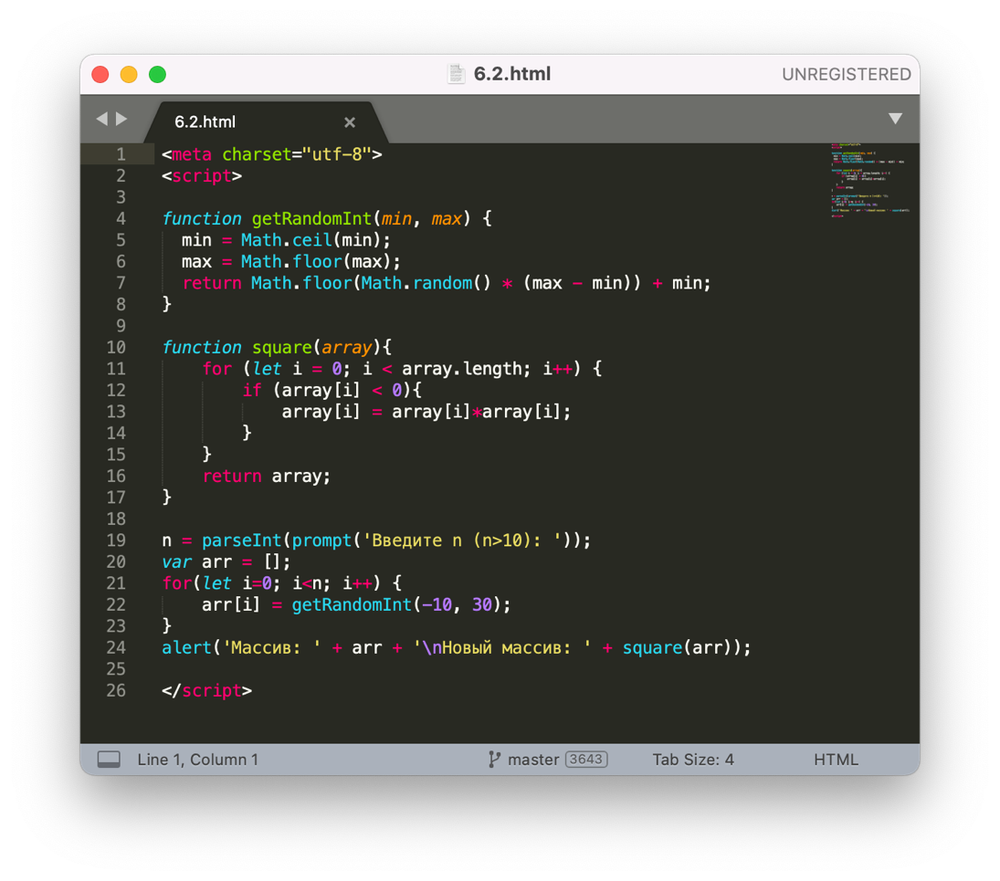 6.2.html
UNREGISTERED
6.2.html
1 <meta charset="utf-8">
2 <script>
3
4 function getRandomInt(min, max) {
5   min = Math.ceil(min);
6   max = Math.floor(max);
7   return Math.floor(Math.random() * (max - min)) + min;
8 }
9
10 function square(array){
11     for (let i = 0; i < array.length; i++) {
12         if (array[i] < 0){
13             array[i] = array[i]*array[i];
14         }
15     }
16     return array;
17 }
18
19 n = parseInt(prompt('Введите n (n>10): '));
20 var arr = [];
21 for(let i=0; i<n; i++) {
22     arr[i] = getRandomInt(-10, 30);
23 }
24 alert('Массив: ' + arr + '\nНовый массив: ' + square(arr));
25
26 </script>
Line 1, Column 1
master 3643
Tab Size: 4
HTML